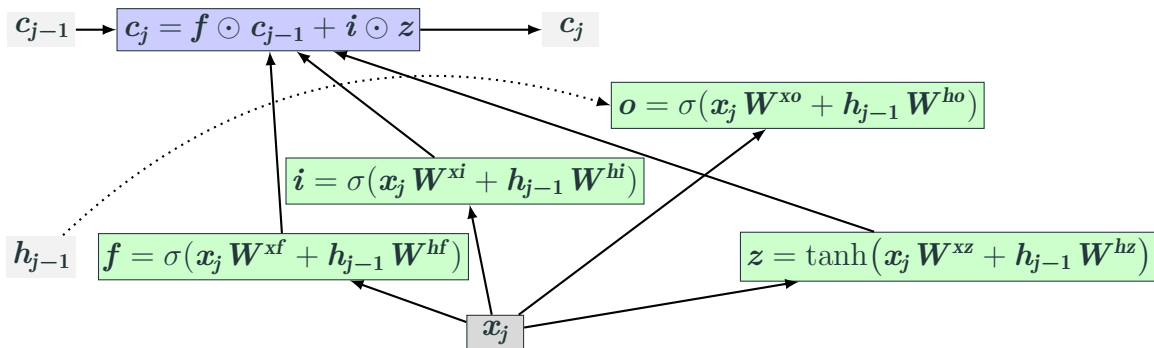 c_{j−1} c_j = f ⊙ c_{j−1} + i ⊙ z c_j
o = σ(x_j W^{xo} + h_{j−1} W^{ho})
i = σ(x_j W^{xi} + h_{j−1} W^{hi})
h_{j−1} f = σ(x_j W^{xf} + h_{j−1} W^{hf}) z = tanh(x_j W^{xz} + h_{j−1} W^{hz})
x_j